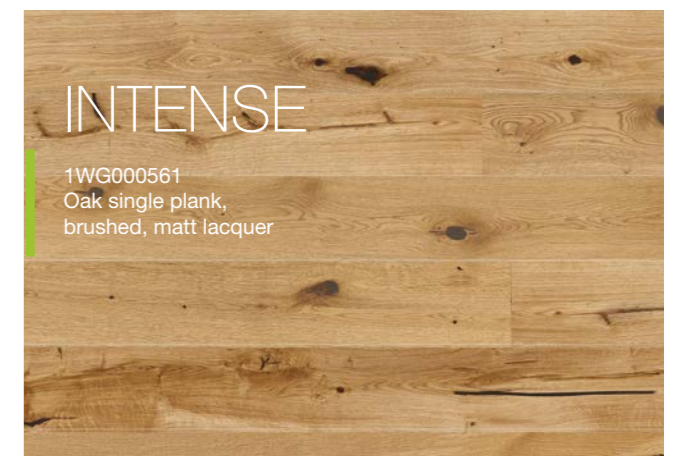 INTENSE
1WG000561
Oak single plank,
brushed, matt lacquer